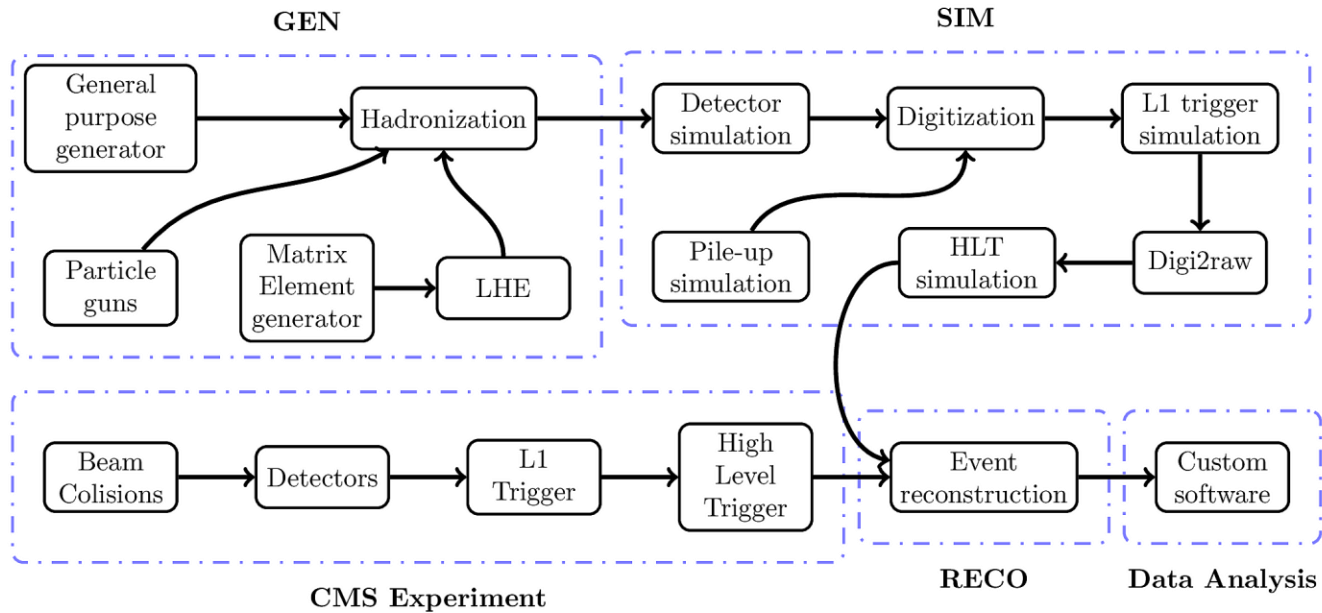 GEN
SIM
General
purpose
generator
Hadronization
Particle
guns
Matrix
Element
generator
LHE
Detector
simulation
Digitization
L1 trigger
simulation
Pile-up
simulation
HLT
simulation
Digi2raw
Beam
Colisions
Detectors
L1
Trigger
High
Level
Trigger
Event
reconstruction
Custom
software
CMS Experiment
RECO
Data Analysis